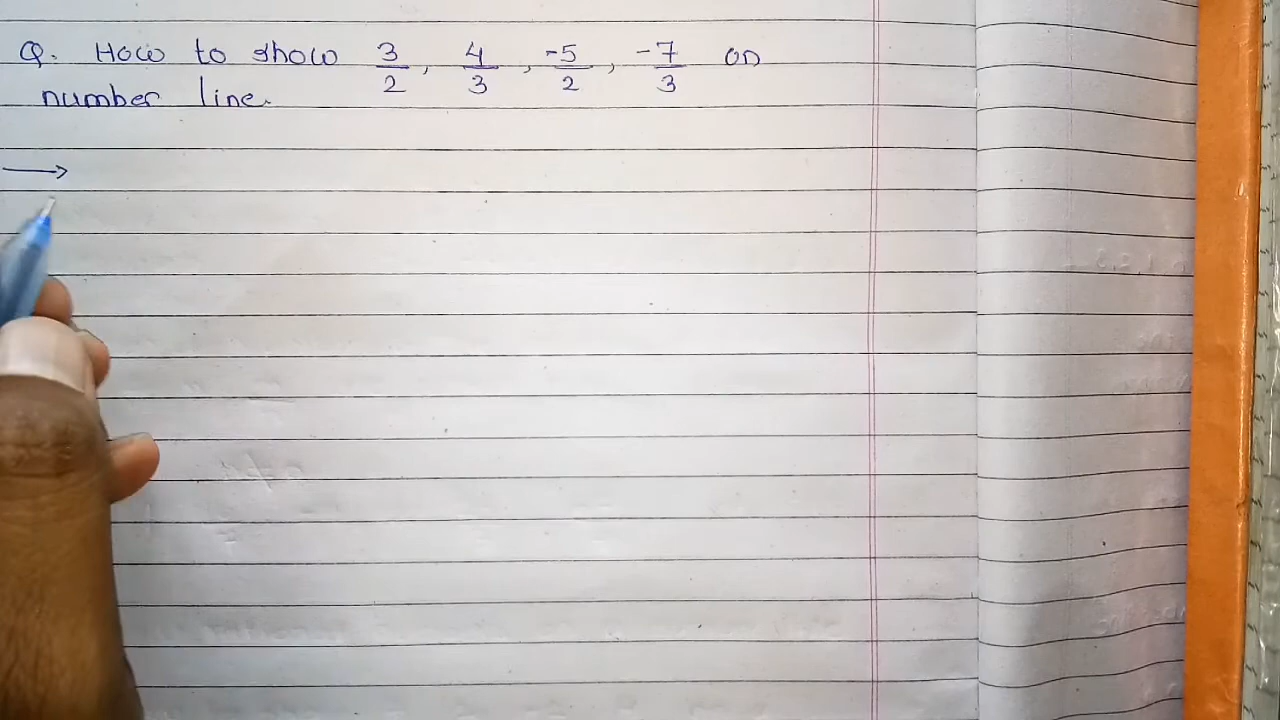 Q. How to show 3/2, 4/3, -5/2, -7/3 on
number line.
→